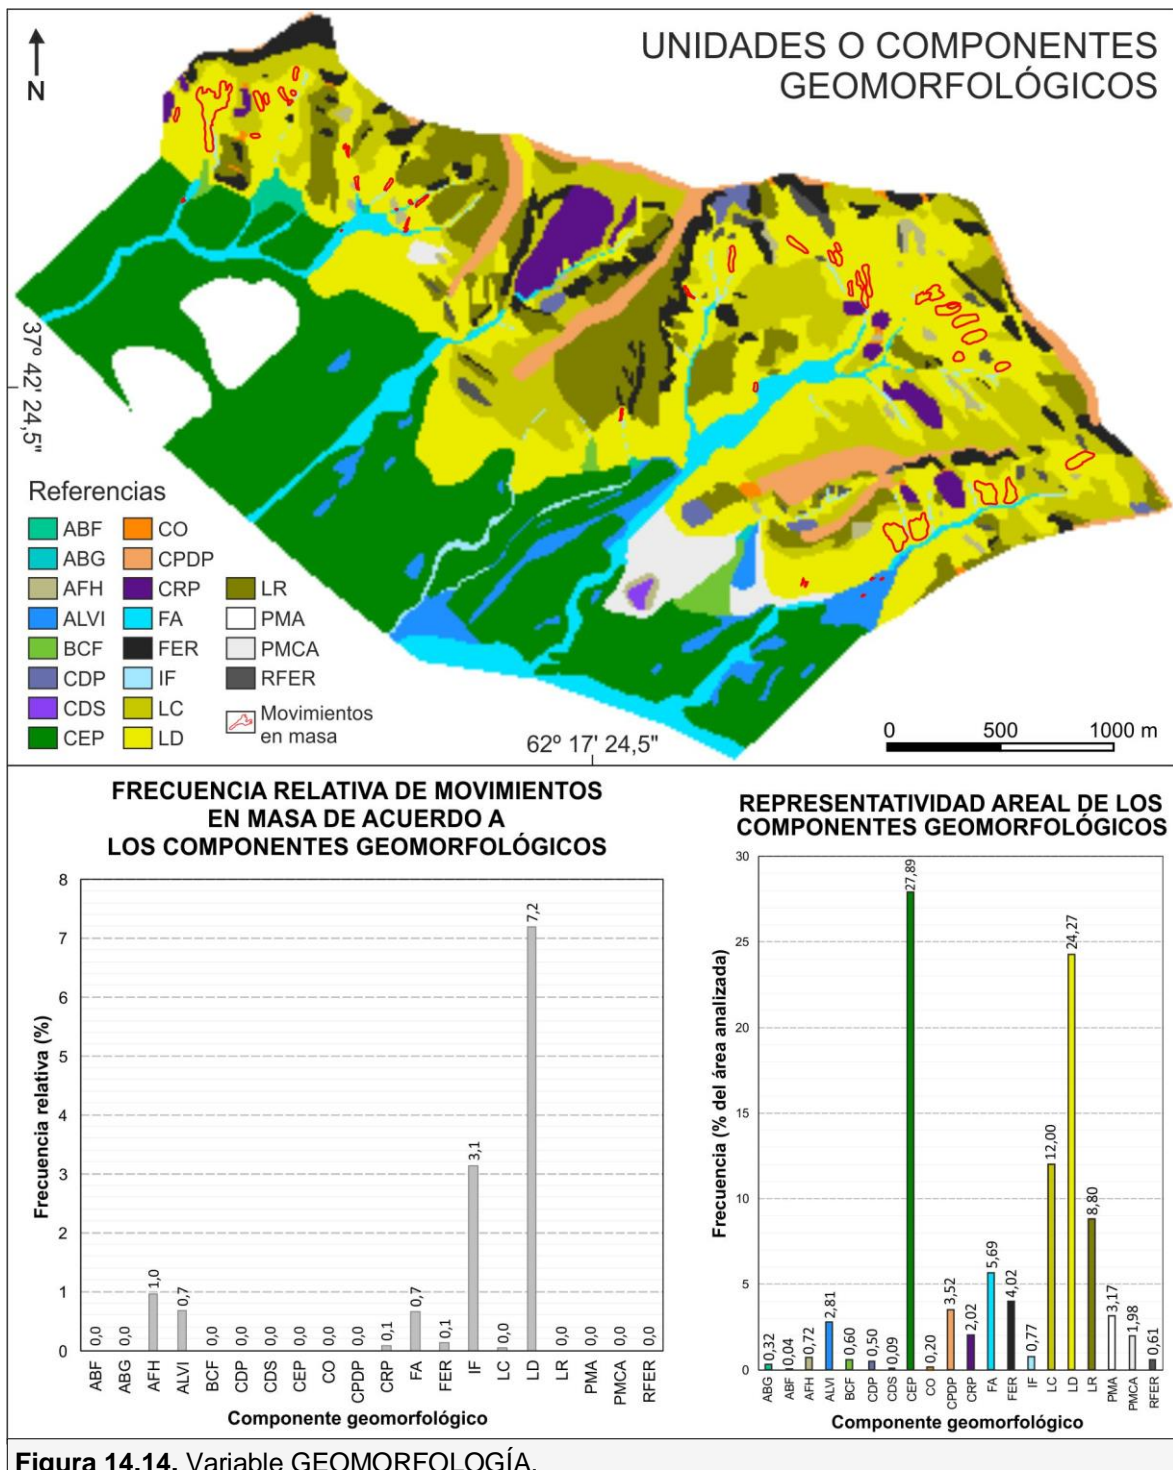 UNIDADES O COMPONENTES
GEOMORFOLÓGICOS
N
37º 42' 24,5"
Referencias
ABF
ABG
AFH
ALVI
BCF
CDP
CDS
CEP
CO
CPDP
CRP
FA
FER
IF
LC
LD
LR
PMA
PMCA
RFER
Movimientos
en masa
62º 17' 24,5"
0 500 1000 m
FRECUENCIA RELATIVA DE MOVIMIENTOS
EN MASA DE ACUERDO A
LOS COMPONENTES GEOMORFOLÓGICOS
Frecuencia relativa (%)
8
7
6
5
4
3
2
1
0
0,0 0,0 1,0 0,7 0,0 0,0 0,0 0,0 0,0 0,0 0,1 0,7 0,1 3,1 0,0 7,2 0,0 0,0 0,0 0,0
ABF ABG AFH ALVI BCF CDP CDS CEP CO CPDP CRP FA FER IF LC LD LR PMA PMCA RFER
Componente geomorfológico
REPRESENTATIVIDAD AREAL DE LOS
COMPONENTES GEOMORFOLÓGICOS
Frecuencia (% del área analizada)
30
25
20
15
10
5
0
0,32 0,04 0,72 2,81 0,60 0,50 0,09 27,89 0,20 3,52 2,02 5,69 4,02 0,77 12,00 24,27 8,80 3,17 1,98 0,61
ABG ABF AFH ALVI BCF CDP CDS CEP CO CPDP CRP FA FER IF LC LD LR PMA PMCA RFER
Componente geomorfológico
Figura 14.14. Variable GEOMORFOLOGÍA.